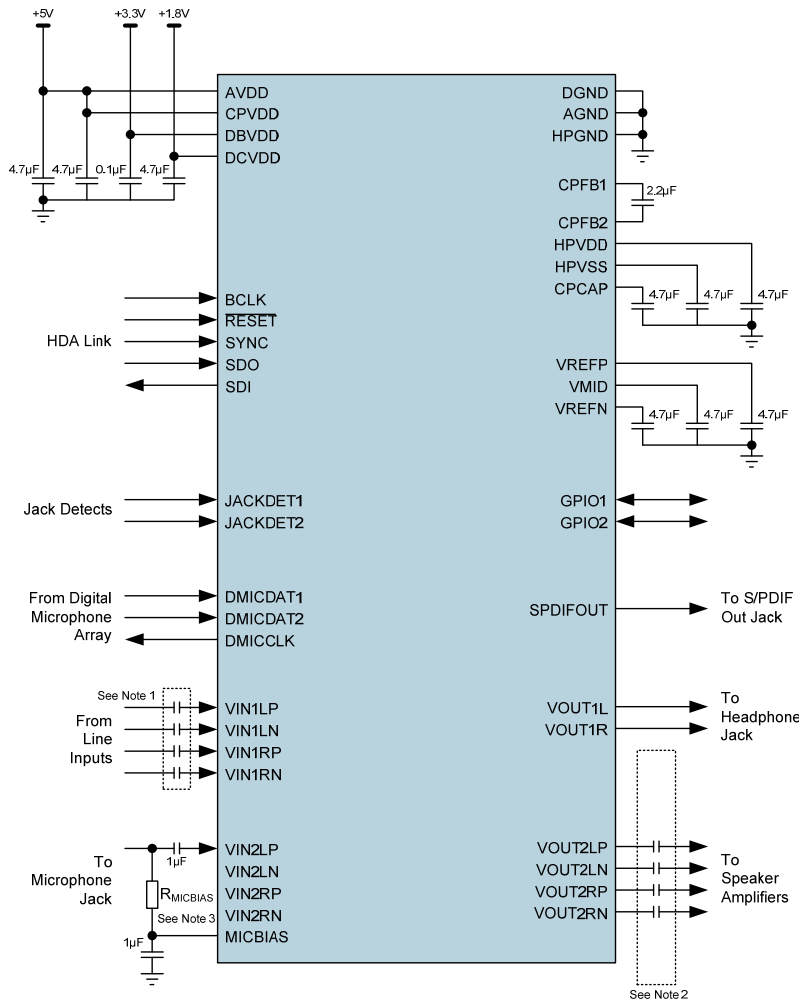 +5V
+3.3V
+1.8V
AVDD
CPVDD
DBVDD
DCVDD
4.7µF
4.7µF
0.1µF
4.7µF
HDA Link
BCLK
RESET
SYNC
SDO
SDI
Jack Detects
JACKDET1
JACKDET2
From Digital
Microphone
Array
DMICDAT1
DMICDAT2
DMICCLK
See Note 1
From
Line
Inputs
VIN1LP
VIN1LN
VIN1RP
VIN1RN
To
Microphone
Jack
1µF
RMICBIAS
See Note 3
1µF
VIN2LP
VIN2LN
VIN2RP
VIN2RN
MICBIAS
DGND
AGND
HPGND
CPFB1
2.2µF
CPFB2
HPVDD
HPVSS
CPCAP
4.7µF
4.7µF
4.7µF
VREFP
VMID
VREFN
4.7µF
4.7µF
4.7µF
GPIO1
GPIO2
SPDIFOUT
To S/PDIF
Out Jack
VOUT1L
VOUT1R
To
Headphone
Jack
VOUT2LP
VOUT2LN
VOUT2RP
VOUT2RN
To
Speaker
Amplifiers
See Note 2